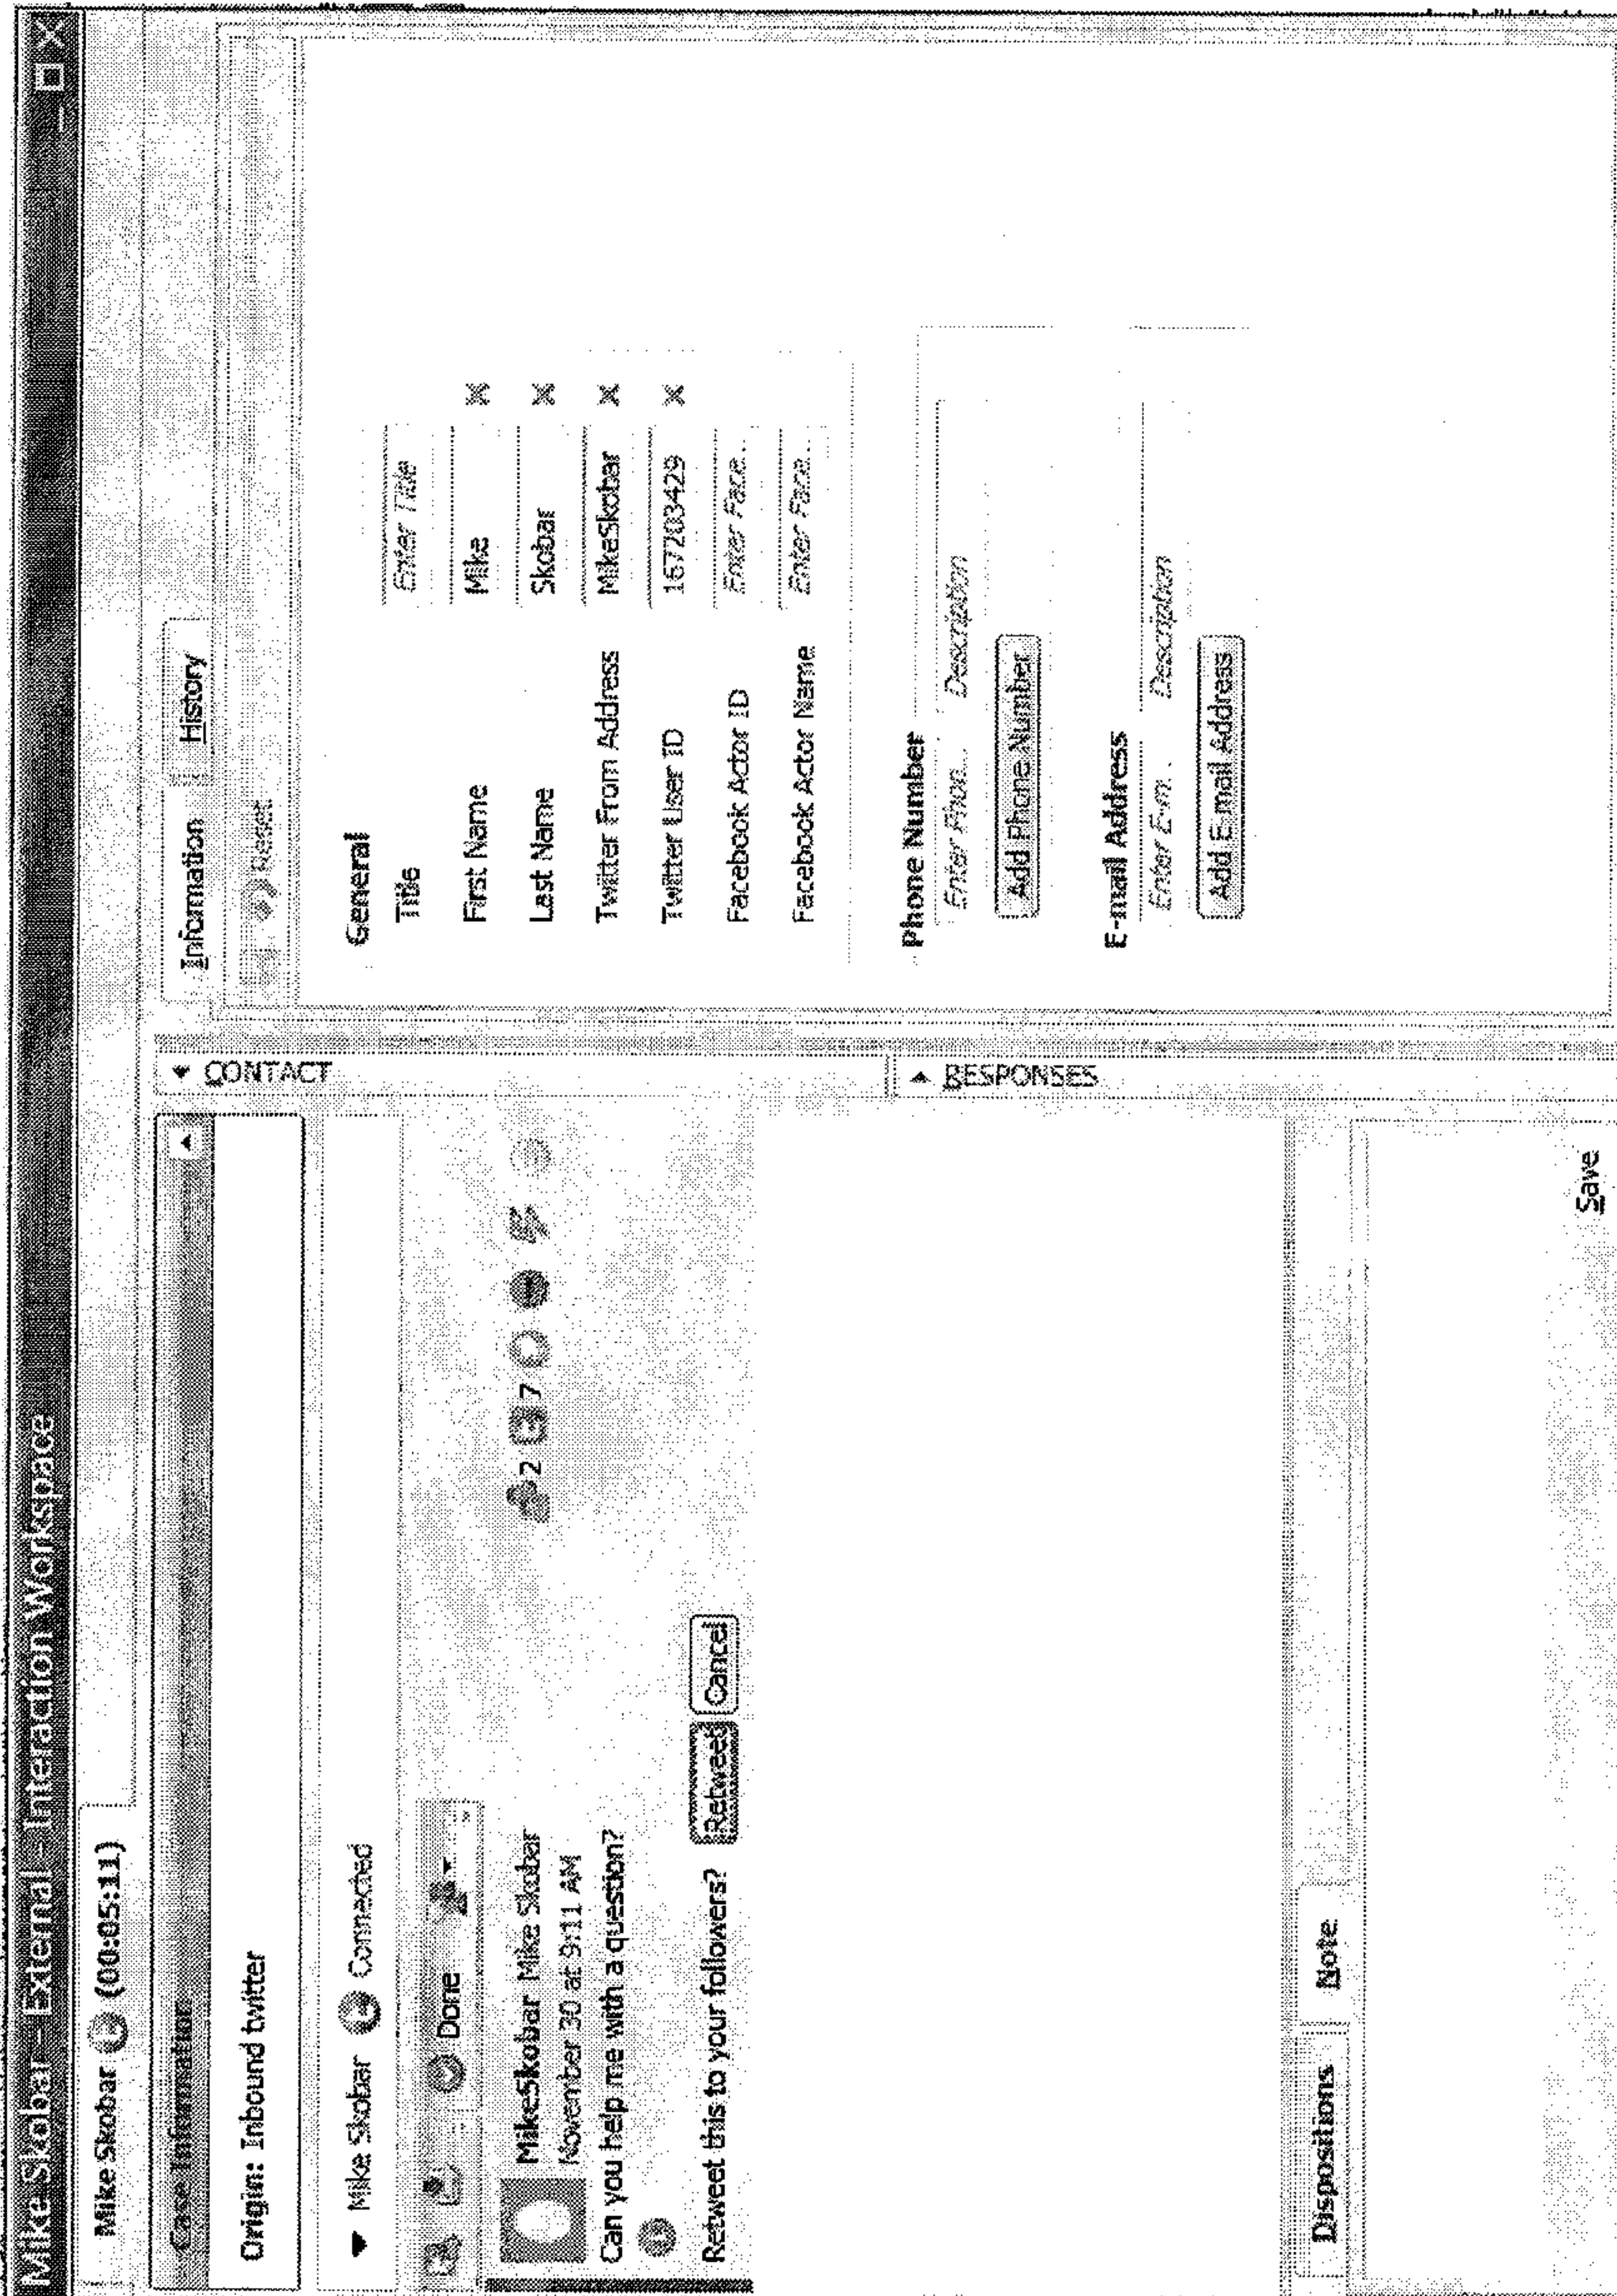 Mike Skobar - External - Interaction Workspace
Mike Skobar (00:05:11)
Case Information
Origin: Inbound twitter
Mike Skobar Connected
Done
MikeSkobar Mike Skobar
November 30 at 9:11 AM
2 7
Can you help me with a question?
Retweet this to your followers? Retweet Cancel
Dispositions Note
Save
CONTACT
RESPONSES
Information History
Reset
General
Title Enter Title
First Name Mike X
Last Name Skobar X
Twitter From Address MikeSkobar X
Twitter User ID 167203429 X
Facebook Actor ID Enter Face...
Facebook Actor Name Enter Face...
Phone Number
Enter Phon... Description
Add Phone Number
E-mail Address
Enter E-m... Description
Add E-mail Address